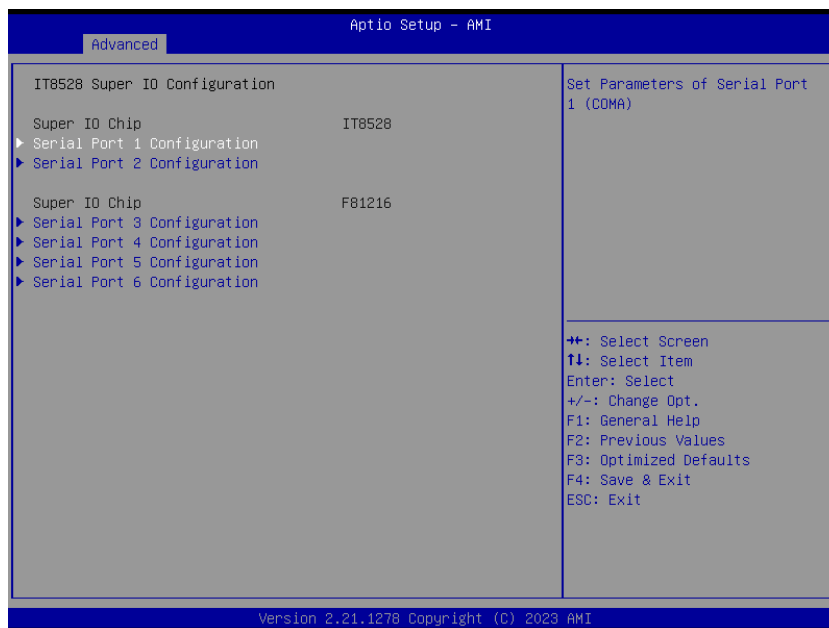 Aptio Setup – AMI
Advanced
IT8528 Super IO Configuration
Super IO Chip IT8528
▶ Serial Port 1 Configuration
▶ Serial Port 2 Configuration
Super IO Chip F81216
▶ Serial Port 3 Configuration
▶ Serial Port 4 Configuration
▶ Serial Port 5 Configuration
▶ Serial Port 6 Configuration
Set Parameters of Serial Port
1 (COMA)
→←: Select Screen
↑↓: Select Item
Enter: Select
+/-: Change Opt.
F1: General Help
F2: Previous Values
F3: Optimized Defaults
F4: Save & Exit
ESC: Exit
Version 2.21.1278 Copyright (C) 2023 AMI